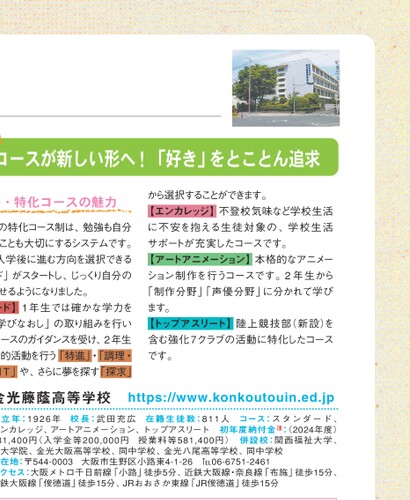 コースが新しい形へ！「好き」をとことん追求
・特化コースの魅力
の特化コース制は、勉強も自分
ことも大切にするシステムです。
入学後に進む方向を選択できる
ド」がスタートし、じっくり自分の
せるようになりました。
ード】1年生では確かな学力を
学びなおし」の取り組みを行い
コースのガイダンスを受け、2年生
的活動を行う「特進」・「調理・
IT」や、さらに夢を探す「探求」
から選択することができます。
【エンカレッジ】不登校気味など学校生活
に不安を抱える生徒対象の、学校生活
サポートが充実したコースです。
【アートアニメーション】本格的なアニメー
ション制作を行うコースです。2年生から
「制作分野」「声優分野」に分かれて学び
ます。
【トップアスリート】陸上競技部(新設)を
含む強化7クラブの活動に特化したコース
です。
金光藤蔭高等学校 https://www.konkoutouin.ed.jp
立年：1926年 校長：武田充広 在籍生徒数：811人 コース：スタンダード、
ンカレッジ、アートアニメーション、トップアスリート 初年度納付金注：(2024年度)
81,400円(入学金等200,000円 授業料等581,400円) 併設校：関西福祉大学、
大学院、金光大阪高等学校、同中学校、金光八尾高等学校、同中学校
在地：〒544-0003 大阪市生野区小路東4-1-26 TEL06-6751-2461
クセス：大阪メトロ千日前線「小路」徒歩5分、近鉄大阪線・奈良線「布施」徒歩15分、
鉄大阪線「俊徳道」徒歩15分、JRおおさか東線「JR俊徳道」徒歩15分